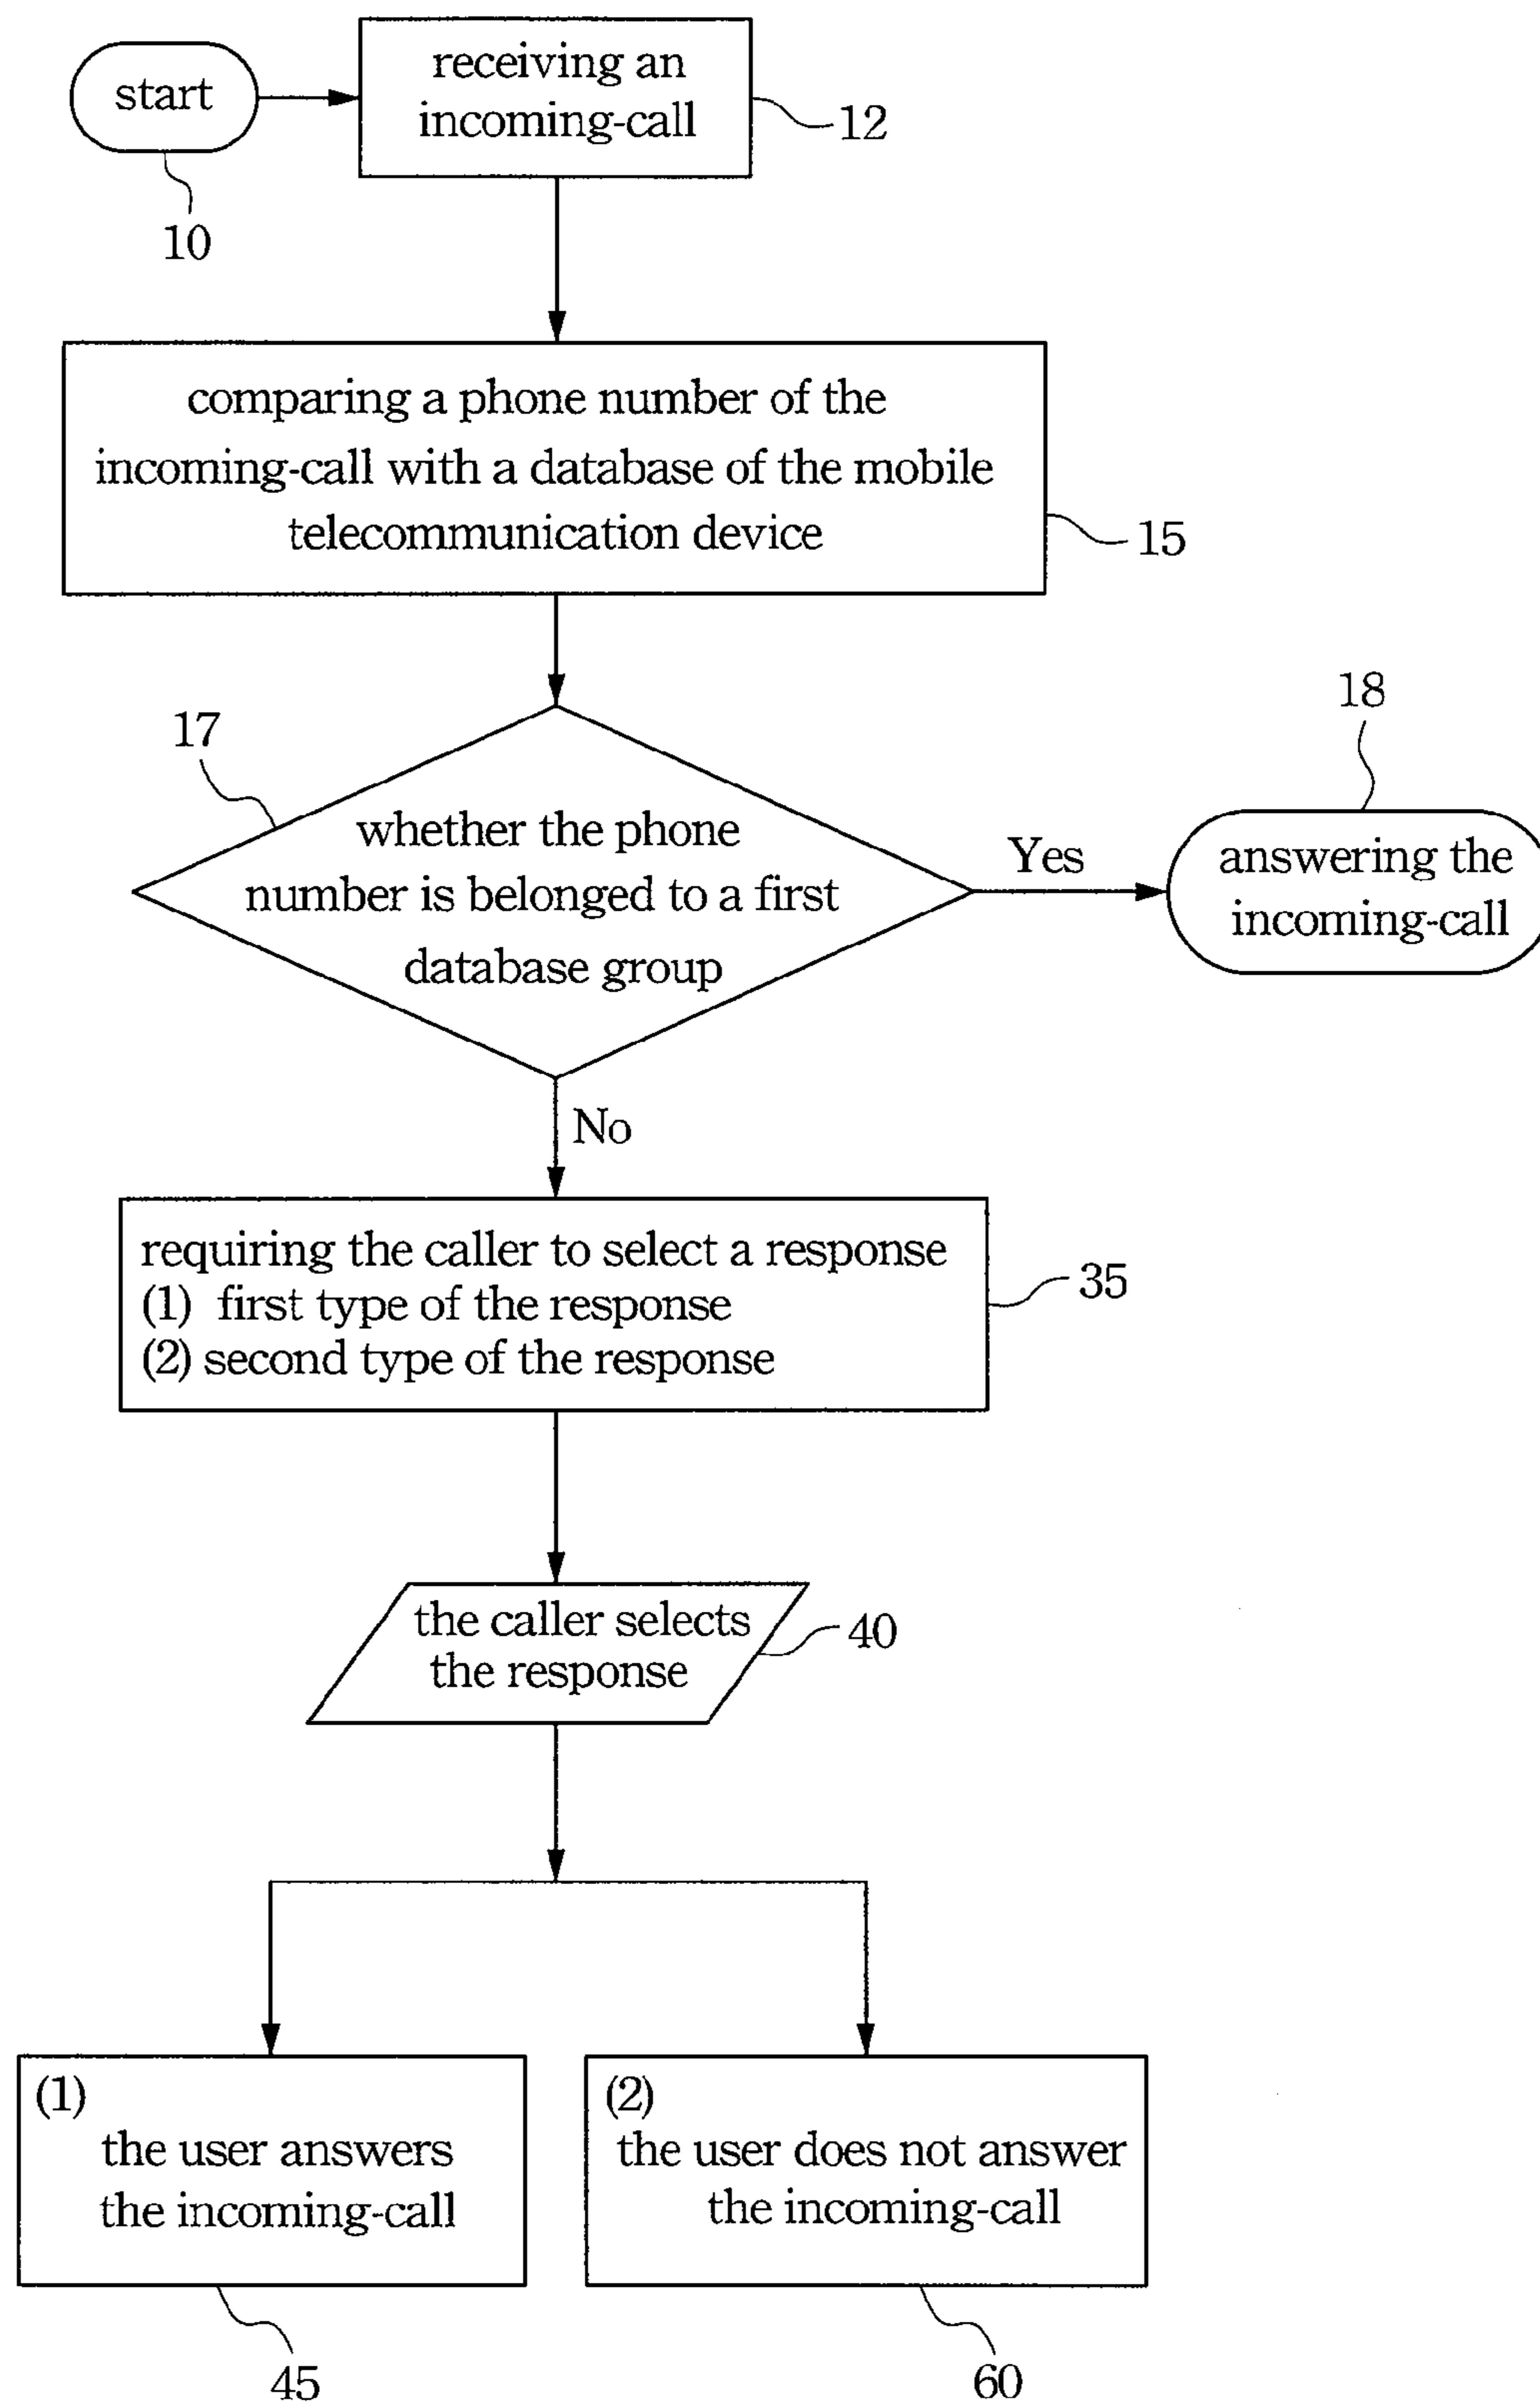 start
receiving an
incoming-call
12
10
comparing a phone number of the
incoming-call with a database of the mobile
telecommunication device
15
17
18
whether the phone
number is belonged to a first
database group
Yes
answering the
incoming-call
No
requiring the caller to select a response
(1) first type of the response
(2) second type of the response
35
the caller selects
the response
40
(1)
the user answers
the incoming-call
(2)
the user does not answer
the incoming-call
45
60